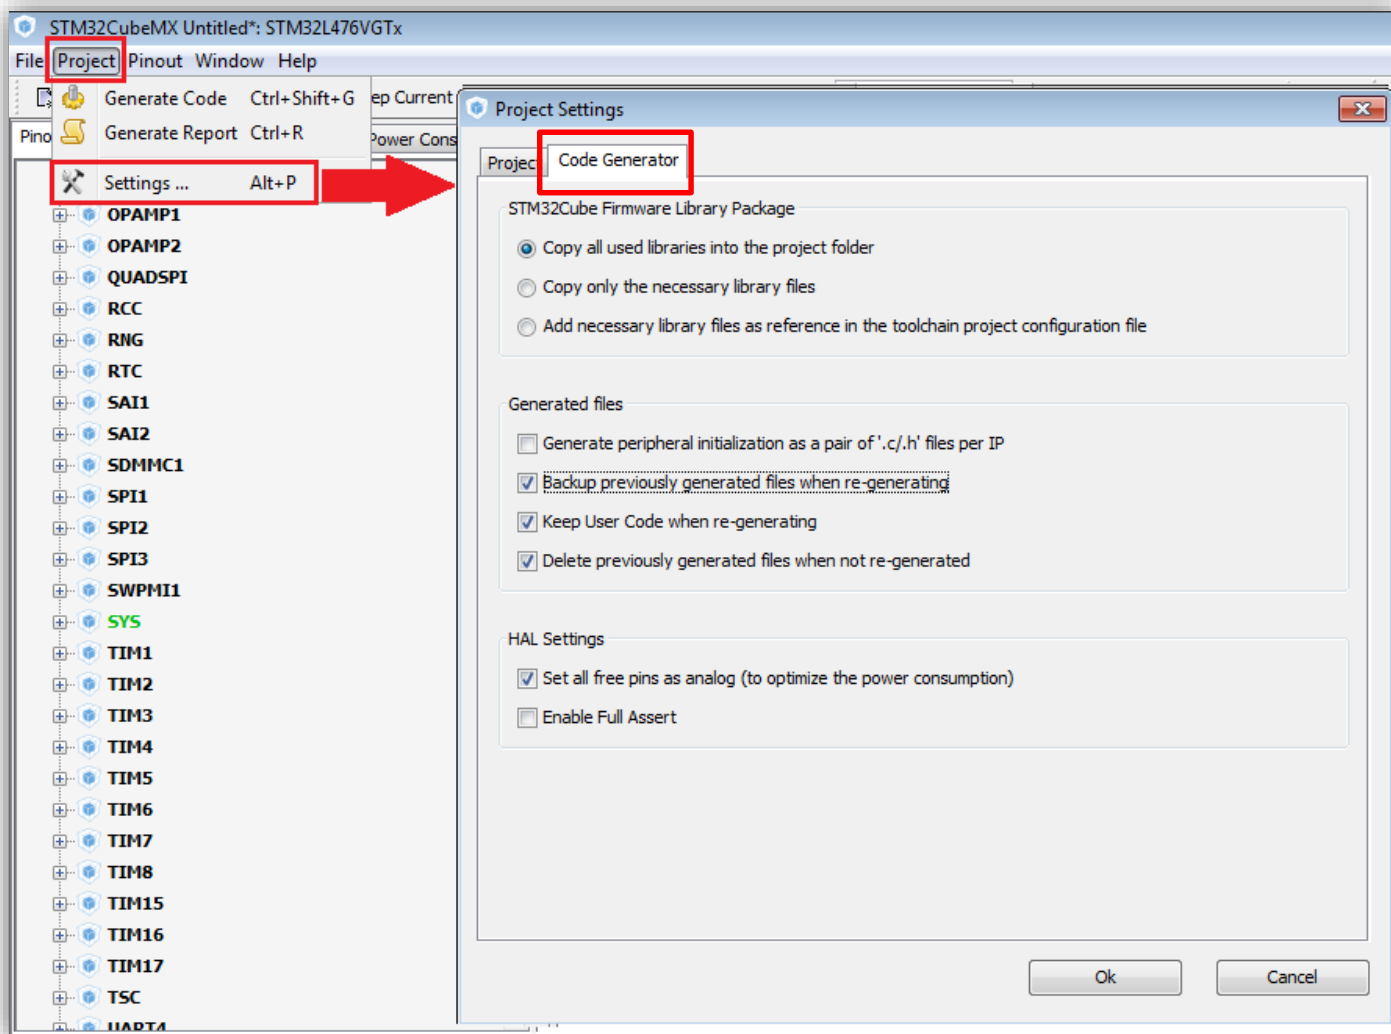 STM32CubeMX Untitled*: STM32L476VGTx
File Project Pinout Window Help
Generate Code Ctrl+Shift+G
ep Current
Generate Report Ctrl+R
Pino
Power Cons
Settings ... Alt+P
OPAMP1
OPAMP2
QUADSPI
RCC
RNG
RTC
SAI1
SAI2
SDMMC1
SPI1
SPI2
SPI3
SWPMI1
SYS
TIM1
TIM2
TIM3
TIM4
TIM5
TIM6
TIM7
TIM8
TIM15
TIM16
TIM17
TSC
UART4
Project Settings
Project Code Generator
STM32Cube Firmware Library Package
Copy all used libraries into the project folder
Copy only the necessary library files
Add necessary library files as reference in the toolchain project configuration file
Generated files
Generate peripheral initialization as a pair of '.c/.h' files per IP
Backup previously generated files when re-generating
Keep User Code when re-generating
Delete previously generated files when not re-generated
HAL Settings
Set all free pins as analog (to optimize the power consumption)
Enable Full Assert
Ok Cancel